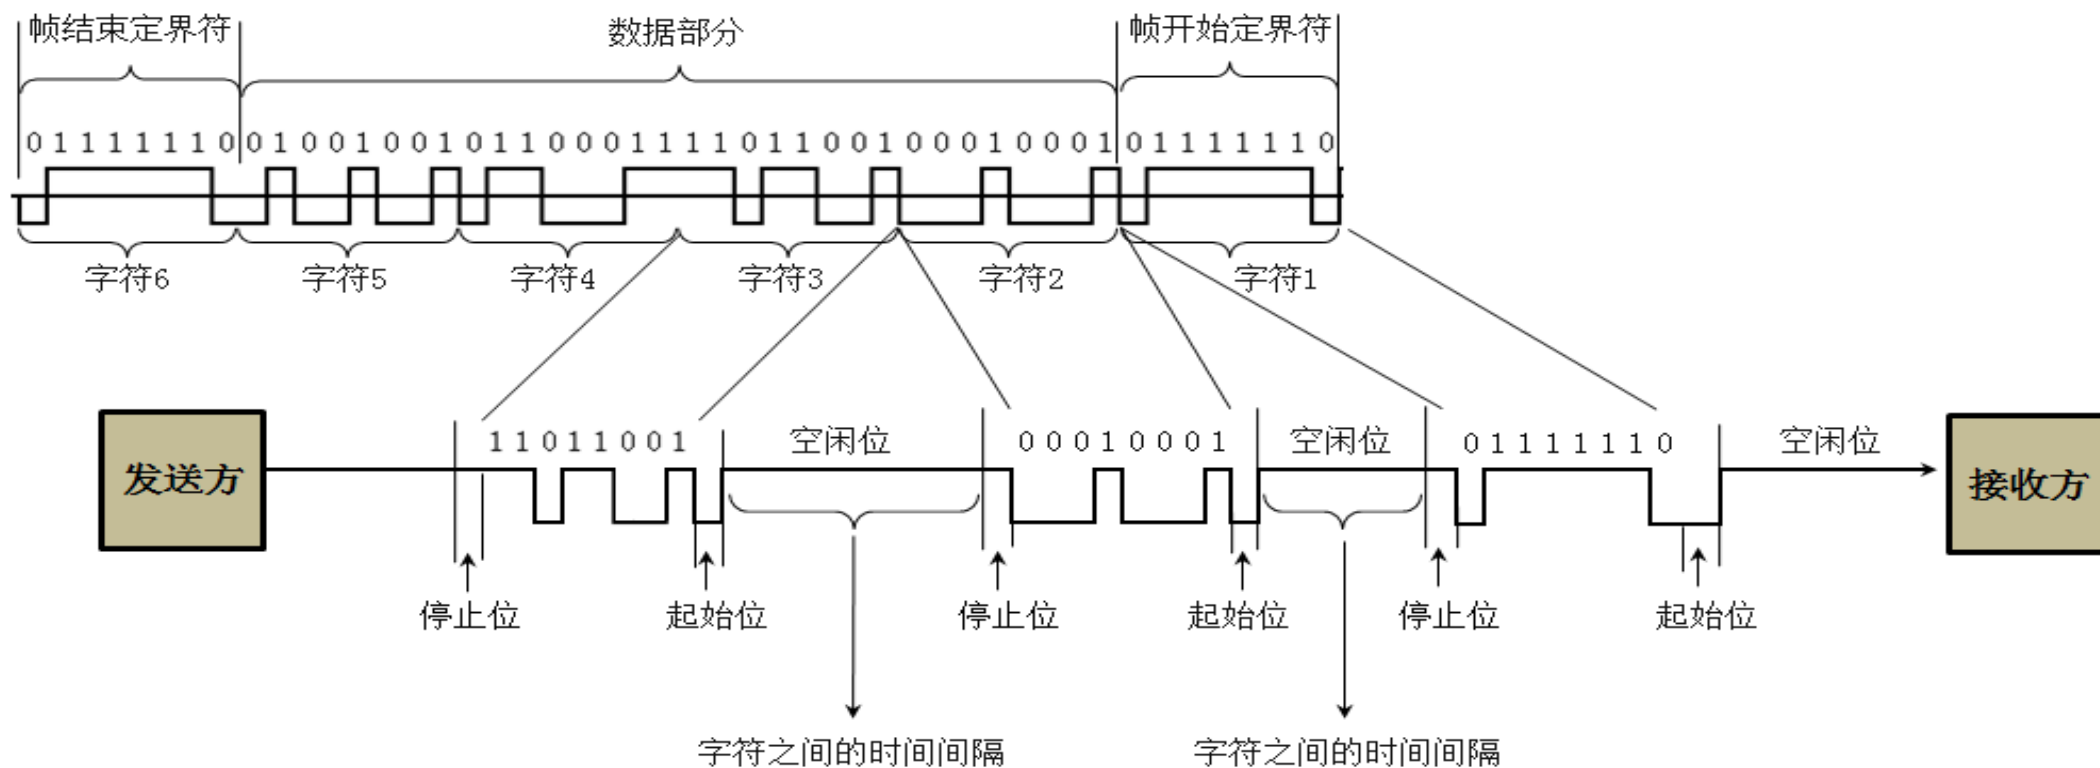 帧结束定界符 数据部分 帧开始定界符
0 1 1 1 1 1 1 0 0 1 0 0 1 0 0 1 0 1 1 0 0 0 1 1 1 1 0 1 1 0 0 1 0 0 0 1 0 0 0 1 0 1 1 1 1 1 1 0
字符6 字符5 字符4 字符3 字符2 字符1
1 1 0 1 1 0 0 1 空闲位 0 0 0 1 0 0 0 1 空闲位 0 1 1 1 1 1 1 0 空闲位
发送方 接收方
停止位 起始位 停止位 起始位 停止位 起始位
字符之间的时间间隔 字符之间的时间间隔